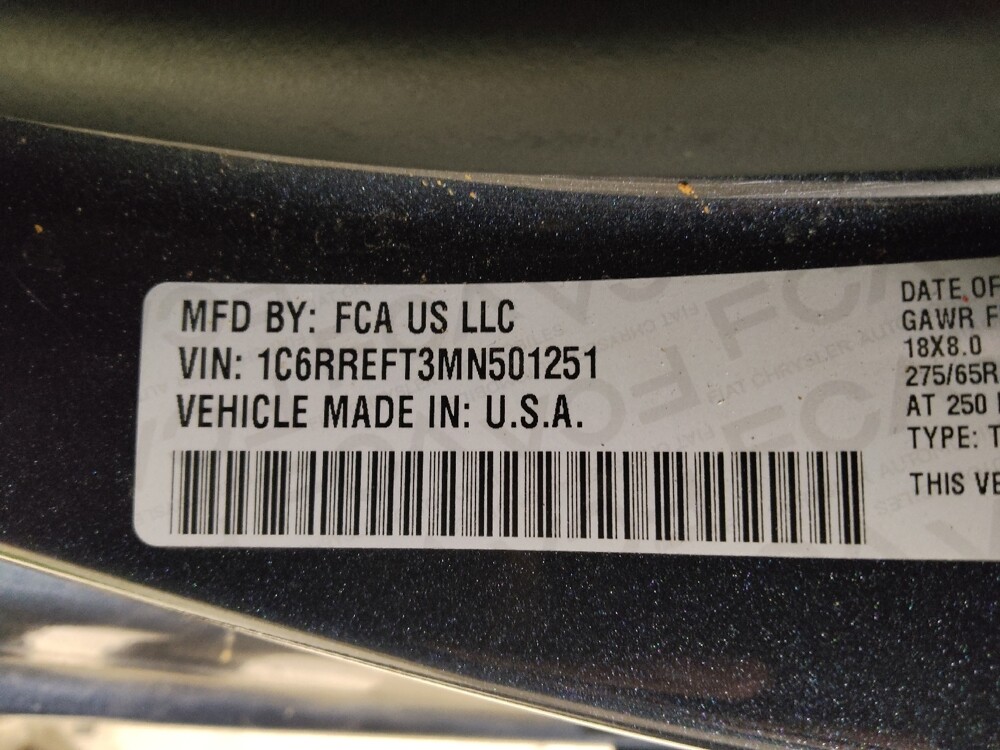 MFD BY: FCA US LLC
VIN: 1C6RREFT3MN501251
VEHICLE MADE IN: U.S.A.
DATE OF
GAWR F
18X8.0
275/65R
AT 250
TYPE: T
THIS VE